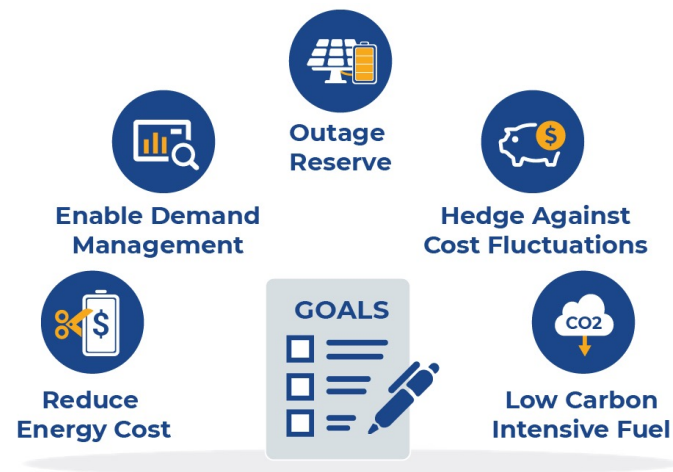 Outage
Reserve
Enable Demand
Management
Hedge Against
Cost Fluctuations
$
$
Reduce
Energy Cost
GOALS
CO2
Low Carbon
Intensive Fuel